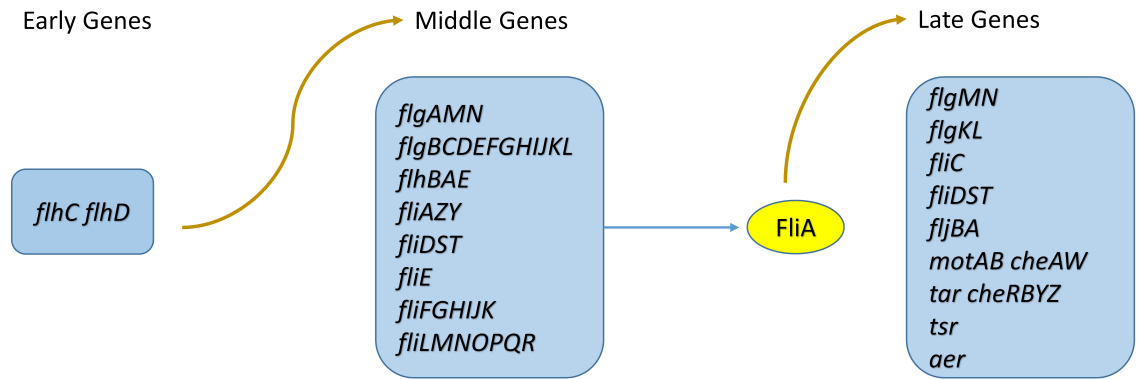 Early Genes
Middle Genes
Late Genes
flhC flhD
flgAMN
flgBCDEFGHIJKL
flhBAE
fliAZY
fliDST
fliE
fliFGHIJK
fliLMNOPQR
FliA
flgMN
flgKL
fliC
fliDST
fljBA
motAB cheAW
tar cheRBYZ
tsr
aer